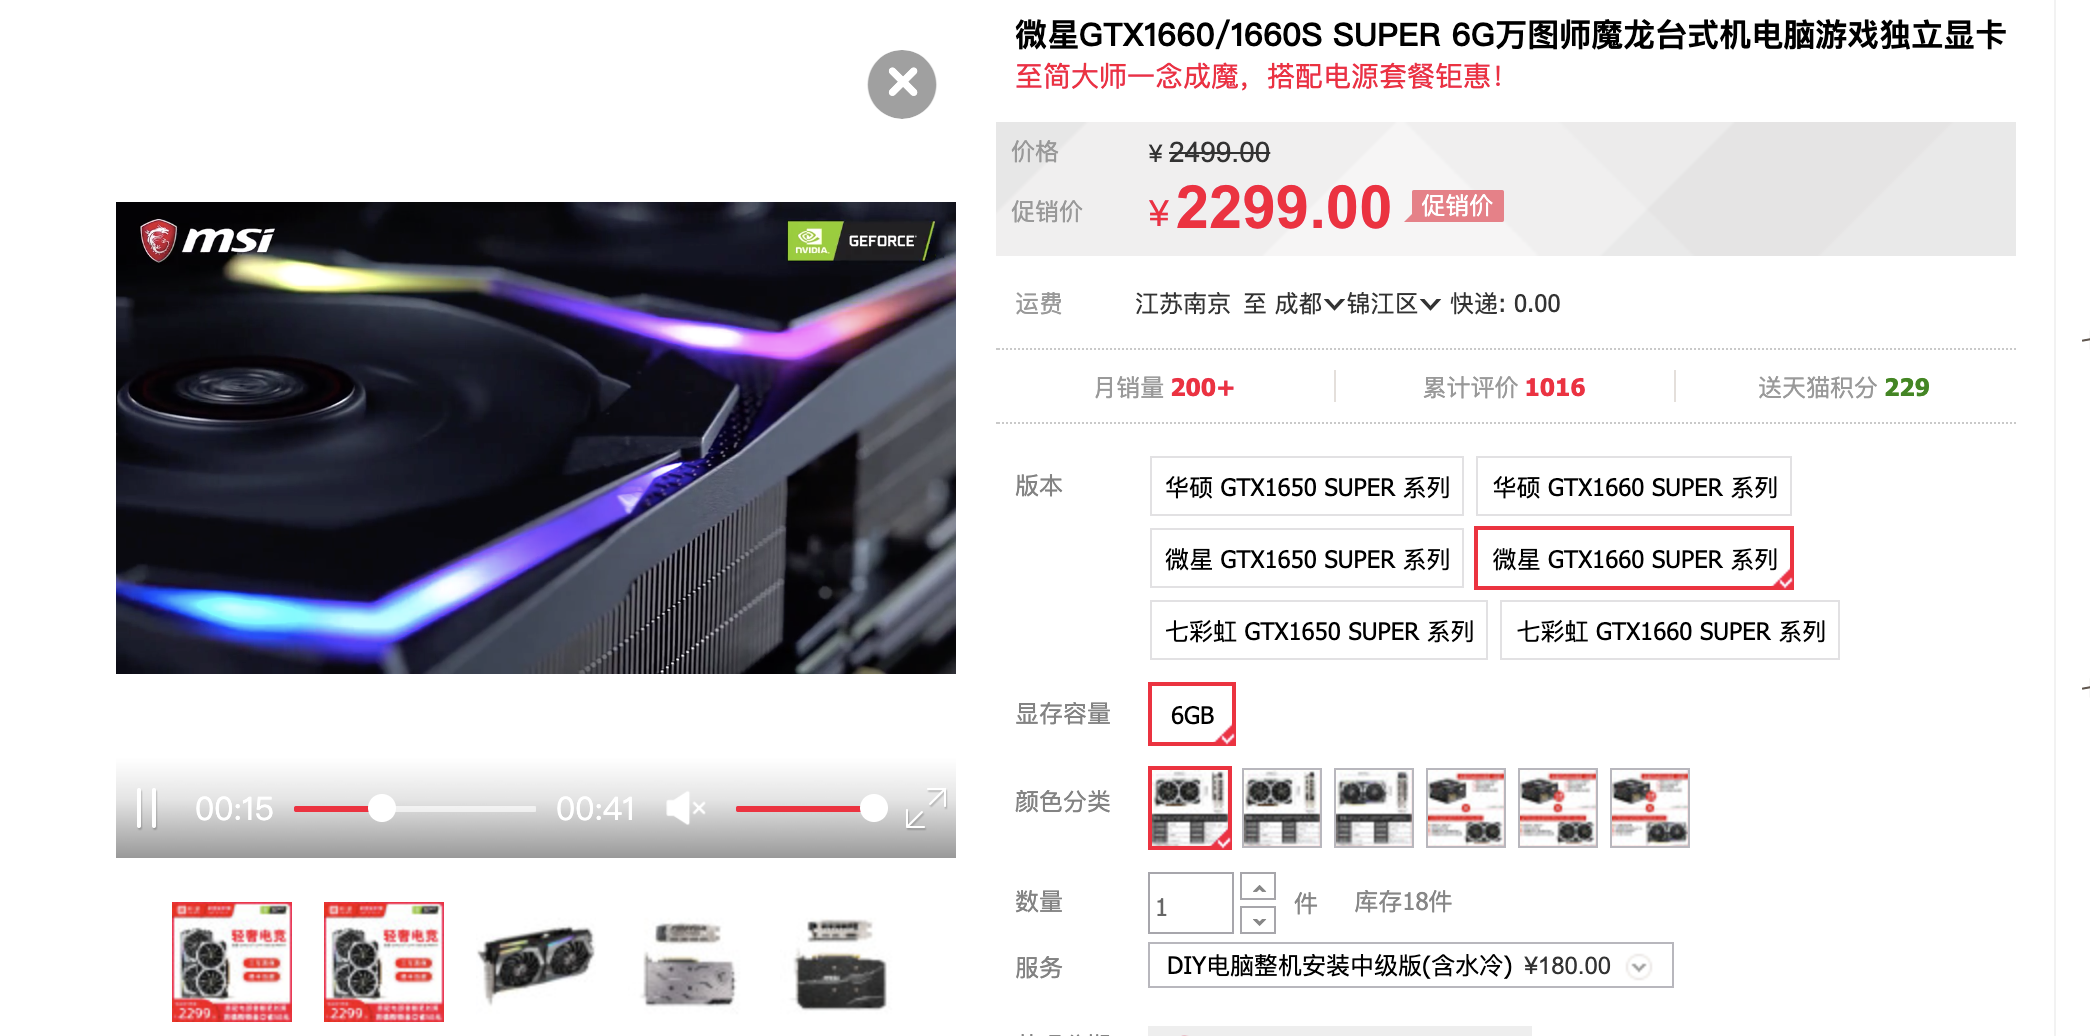 微星GTX1660/1660S SUPER 6G万图师魔龙台式机电脑游戏独立显卡
至简大师一念成魔，搭配电源套餐钜惠！
价格 ¥ 2499.00
促销价 ¥ 2299.00 促销价
运费 江苏南京 至 成都 锦江区 快递: 0.00
月销量 200+ 累计评价 1016 送天猫积分 229
版本 华硕 GTX1650 SUPER 系列 华硕 GTX1660 SUPER 系列
微星 GTX1650 SUPER 系列 微星 GTX1660 SUPER 系列
七彩虹 GTX1650 SUPER 系列 七彩虹 GTX1660 SUPER 系列
显存容量 6GB
颜色分类
数量 1 件 库存18件
服务 DIY电脑整机安装中级版(含水冷) ¥180.00
msi
NVIDIA. GEFORCE
00:15 00:41
轻奢电竞
2299
轻奢电竞
2299